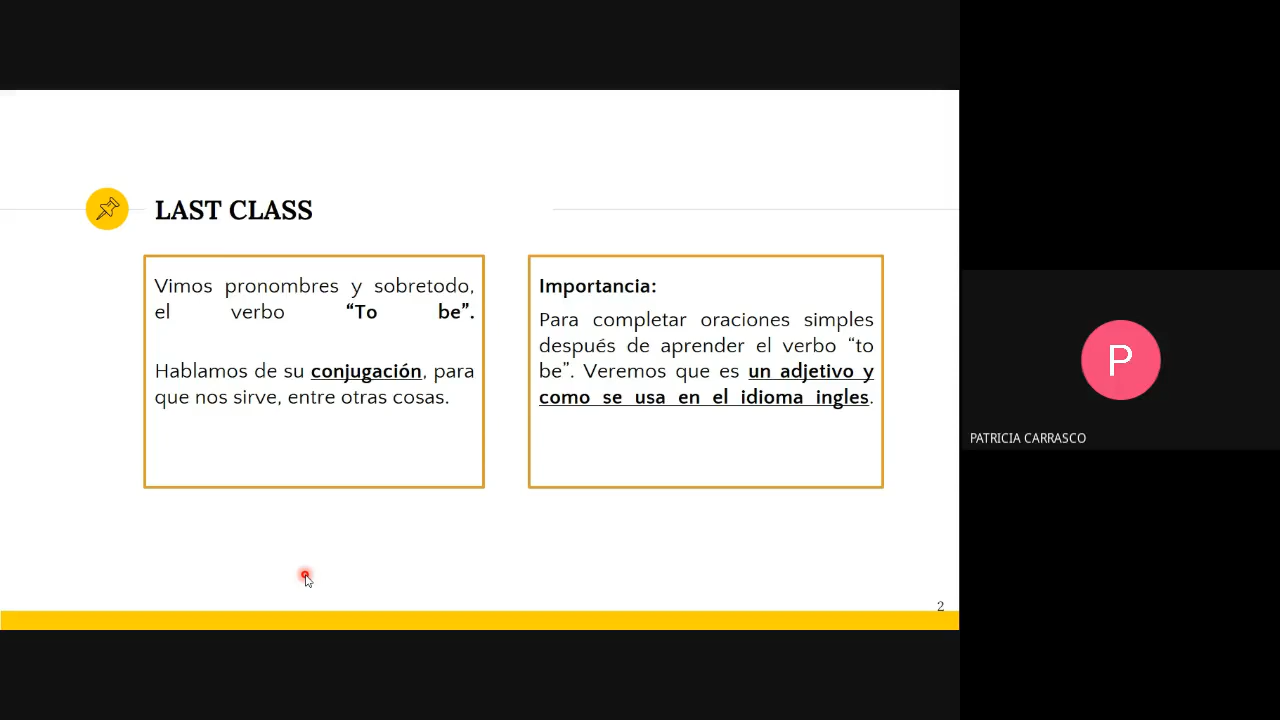 LAST CLASS
Vimos pronombres y sobretodo,
el verbo “To be”.
Hablamos de su conjugación, para
que nos sirve, entre otras cosas.
Importancia:
Para completar oraciones simples
después de aprender el verbo “to
be”. Veremos que es un adjetivo y
como se usa en el idioma ingles.
2
P
PATRICIA CARRASCO